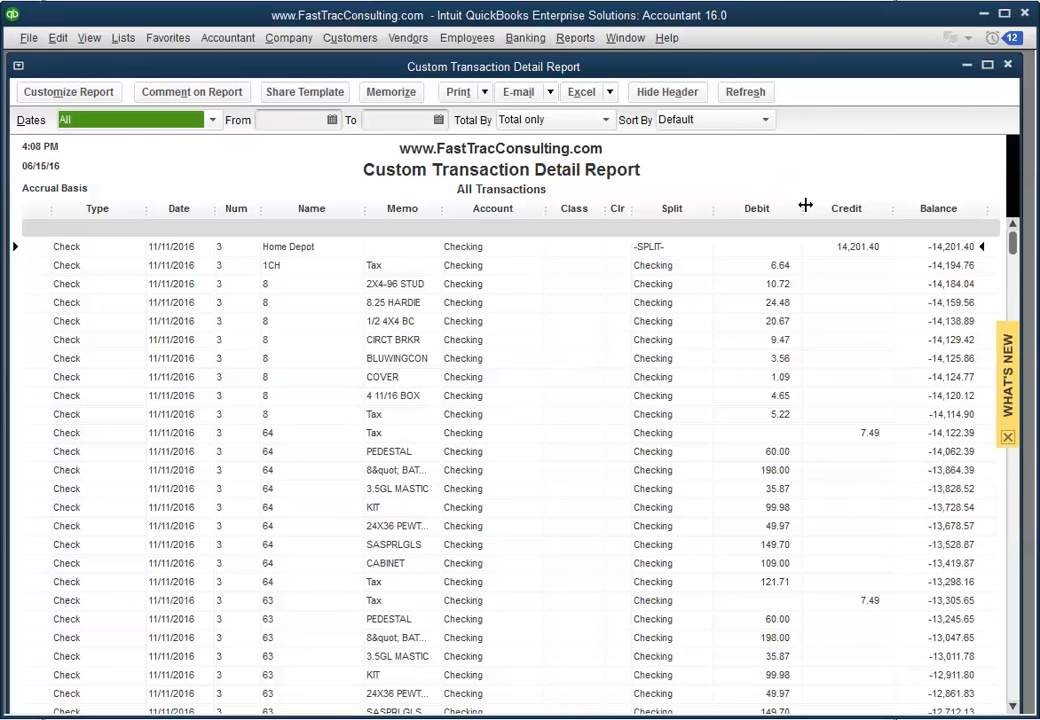 qb www.FastTracConsulting.com - Intuit QuickBooks Enterprise Solutions: Accountant 16.0
File Edit View Lists Favorites Accountant Company Customers Vendors Employees Banking Reports Window Help 12
Custom Transaction Detail Report
Customize Report Comment on Report Share Template Memorize Print E-mail Excel Hide Header Refresh
Dates All From To Total By Total only Sort By Default
4:08 PM
www.FastTracConsulting.com
06/15/16
Custom Transaction Detail Report
Accrual Basis
All Transactions
Type Date Num Name Memo Account Class Clr Split Debit Credit Balance
Check 11/11/2016 3 Home Depot Checking -SPLIT- 14,201.40 -14,201.40
Check 11/11/2016 3 1CH Tax Checking Checking 6.64 -14,194.76
Check 11/11/2016 3 8 2X4-96 STUD Checking Checking 10.72 -14,184.04
Check 11/11/2016 3 8 8.25 HARDIE Checking Checking 24.48 -14,159.56
Check 11/11/2016 3 8 1/2 4X4 BC Checking Checking 20.67 -14,138.89
Check 11/11/2016 3 8 CIRCT BRKR Checking Checking 9.47 -14,129.42
Check 11/11/2016 3 8 BLUWINGCON Checking Checking 3.56 -14,125.86
Check 11/11/2016 3 8 COVER Checking Checking 1.09 -14,124.77
Check 11/11/2016 3 8 4 11/16 BOX Checking Checking 4.65 -14,120.12
Check 11/11/2016 3 8 Tax Checking Checking 5.22 -14,114.90
Check 11/11/2016 3 64 Tax Checking Checking 7.49 -14,122.39
Check 11/11/2016 3 64 PEDESTAL Checking Checking 60.00 -14,062.39
Check 11/11/2016 3 64 8&quot; BAT... Checking Checking 198.00 -13,864.39
Check 11/11/2016 3 64 3.5GL MASTIC Checking Checking 35.87 -13,828.52
Check 11/11/2016 3 64 KIT Checking Checking 99.98 -13,728.54
Check 11/11/2016 3 64 24X36 PEWT... Checking Checking 49.97 -13,678.57
Check 11/11/2016 3 64 SASPRLGLS Checking Checking 149.70 -13,528.87
Check 11/11/2016 3 64 CABINET Checking Checking 109.00 -13,419.87
Check 11/11/2016 3 64 Tax Checking Checking 121.71 -13,298.16
Check 11/11/2016 3 63 Tax Checking Checking 7.49 -13,305.65
Check 11/11/2016 3 63 PEDESTAL Checking Checking 60.00 -13,245.65
Check 11/11/2016 3 63 8&quot; BAT... Checking Checking 198.00 -13,047.65
Check 11/11/2016 3 63 3.5GL MASTIC Checking Checking 35.87 -13,011.78
Check 11/11/2016 3 63 KIT Checking Checking 99.98 -12,911.80
Check 11/11/2016 3 63 24X36 PEWT... Checking Checking 49.97 -12,861.83
Check 11/11/2016 3 63 SASPRLGLS Checking Checking 149.70 -12,712.13
WHAT'S NEW